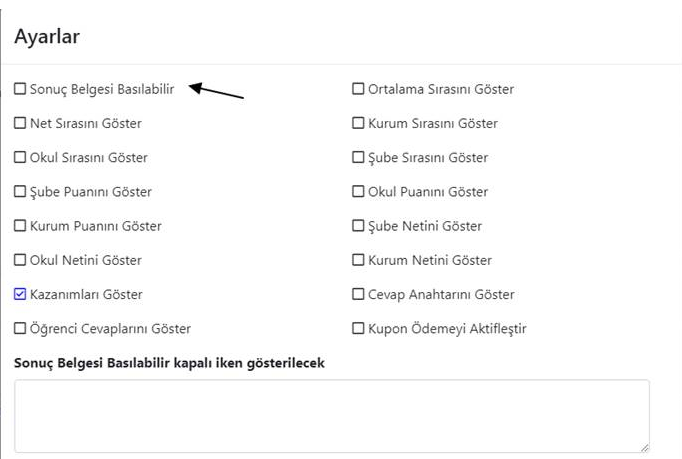 Ayarlar
Sonuç Belgesi Basılabilir
Ortalama Sırasını Göster
Net Sırasını Göster
Kurum Sırasını Göster
Okul Sırasını Göster
Şube Sırasını Göster
Şube Puanını Göster
Okul Puanını Göster
Kurum Puanını Göster
Şube Netini Göster
Okul Netini Göster
Kurum Netini Göster
Kazanımları Göster
Cevap Anahtarını Göster
Öğrenci Cevaplarını Göster
Kupon Ödemeyi Aktifleştir
Sonuç Belgesi Basılabilir kapalı iken gösterilecek